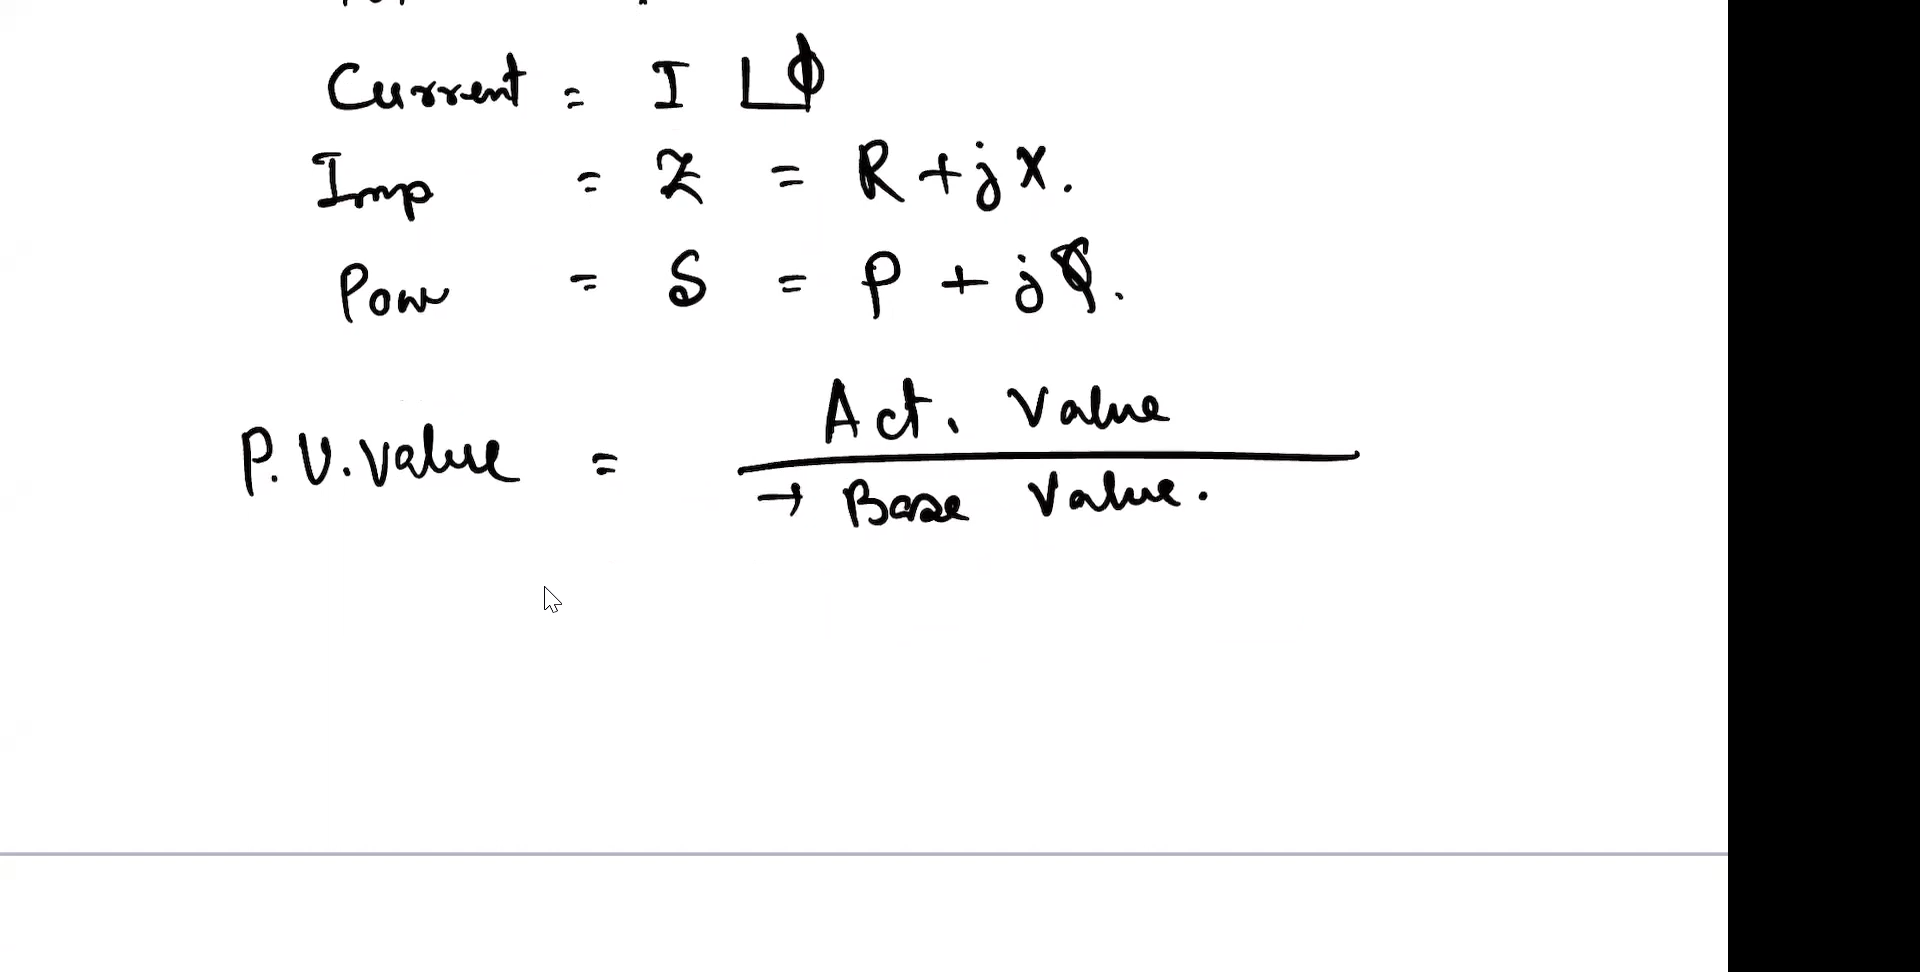 Current = I ∠ϕ
Imp = Z = R + jX.
Pow = S = P + jQ.
P.U. value = Act. Value / → Base Value.